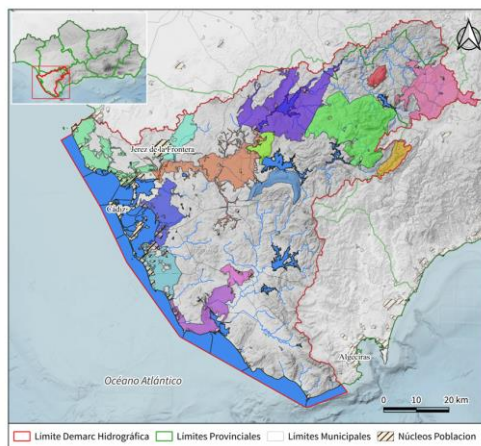 Jerez de la Frontera
Cádiz
Algeciras
Océano Atlántico
0 10 20 km
Límite Demarc Hidrográfica Límites Provinciales Límites Municipales Núcleos Poblacion